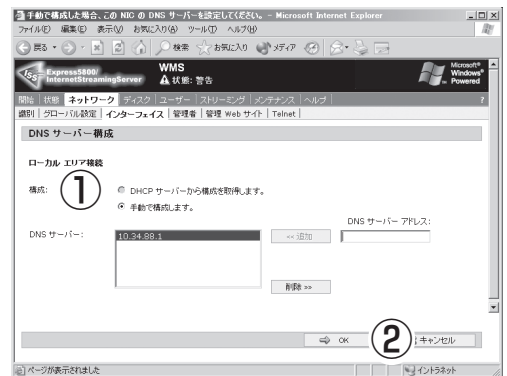 手動で構成した場合、この NIC の DNS サーバーを設定してください。 - Microsoft Internet Explorer
ファイル(F) 編集(E) 表示(V) お気に入り(A) ツール(T) ヘルプ(H)
戻る 検索 お気に入り メディア
Express5800/
InternetStreamingServer
WMS
状態: 警告
Microsoft®
Windows®
Powered
開始 状態 ネットワーク ディスク ユーザー ストリーミング メンテナンス ヘルプ ?
識別 グローバル設定 インターフェイス 管理者 管理 Web サイト Telnet
DNS サーバー構成
ローカル エリア接続
構成:
①
DHCP サーバーから構成を取得します。
手動で構成します。
DNS サーバー アドレス:
DNS サーバー:
10.34.88.1
<< 追加
削除 >>
OK
②
キャンセル
ページが表示されました
イントラネット